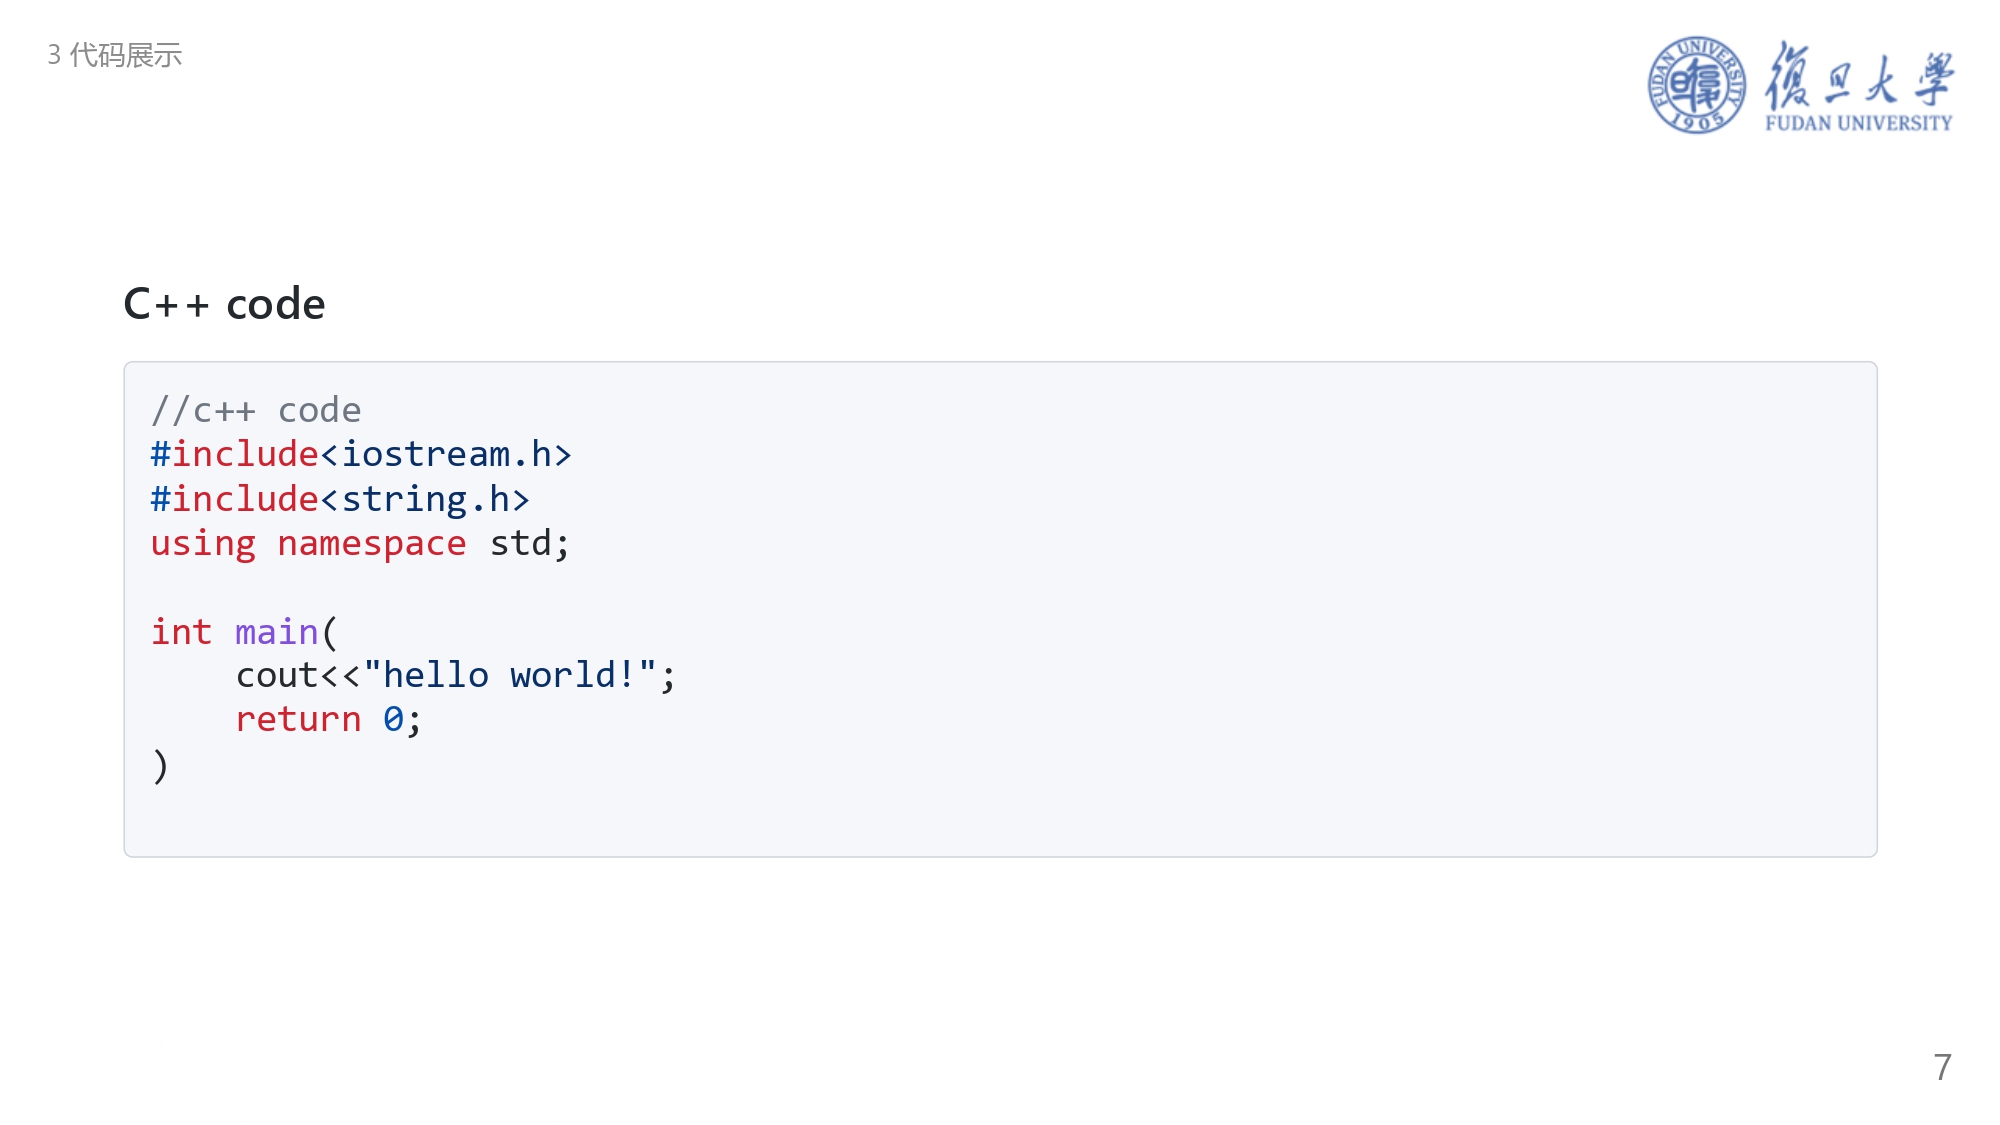 3 代码展示
FUDAN UNIVERSITY
1905
復旦大學
FUDAN UNIVERSITY
C++ code
//c++ code
#include<iostream.h>
#include<string.h>
using namespace std;

int main(
    cout<<"hello world!";
    return 0;
)
7